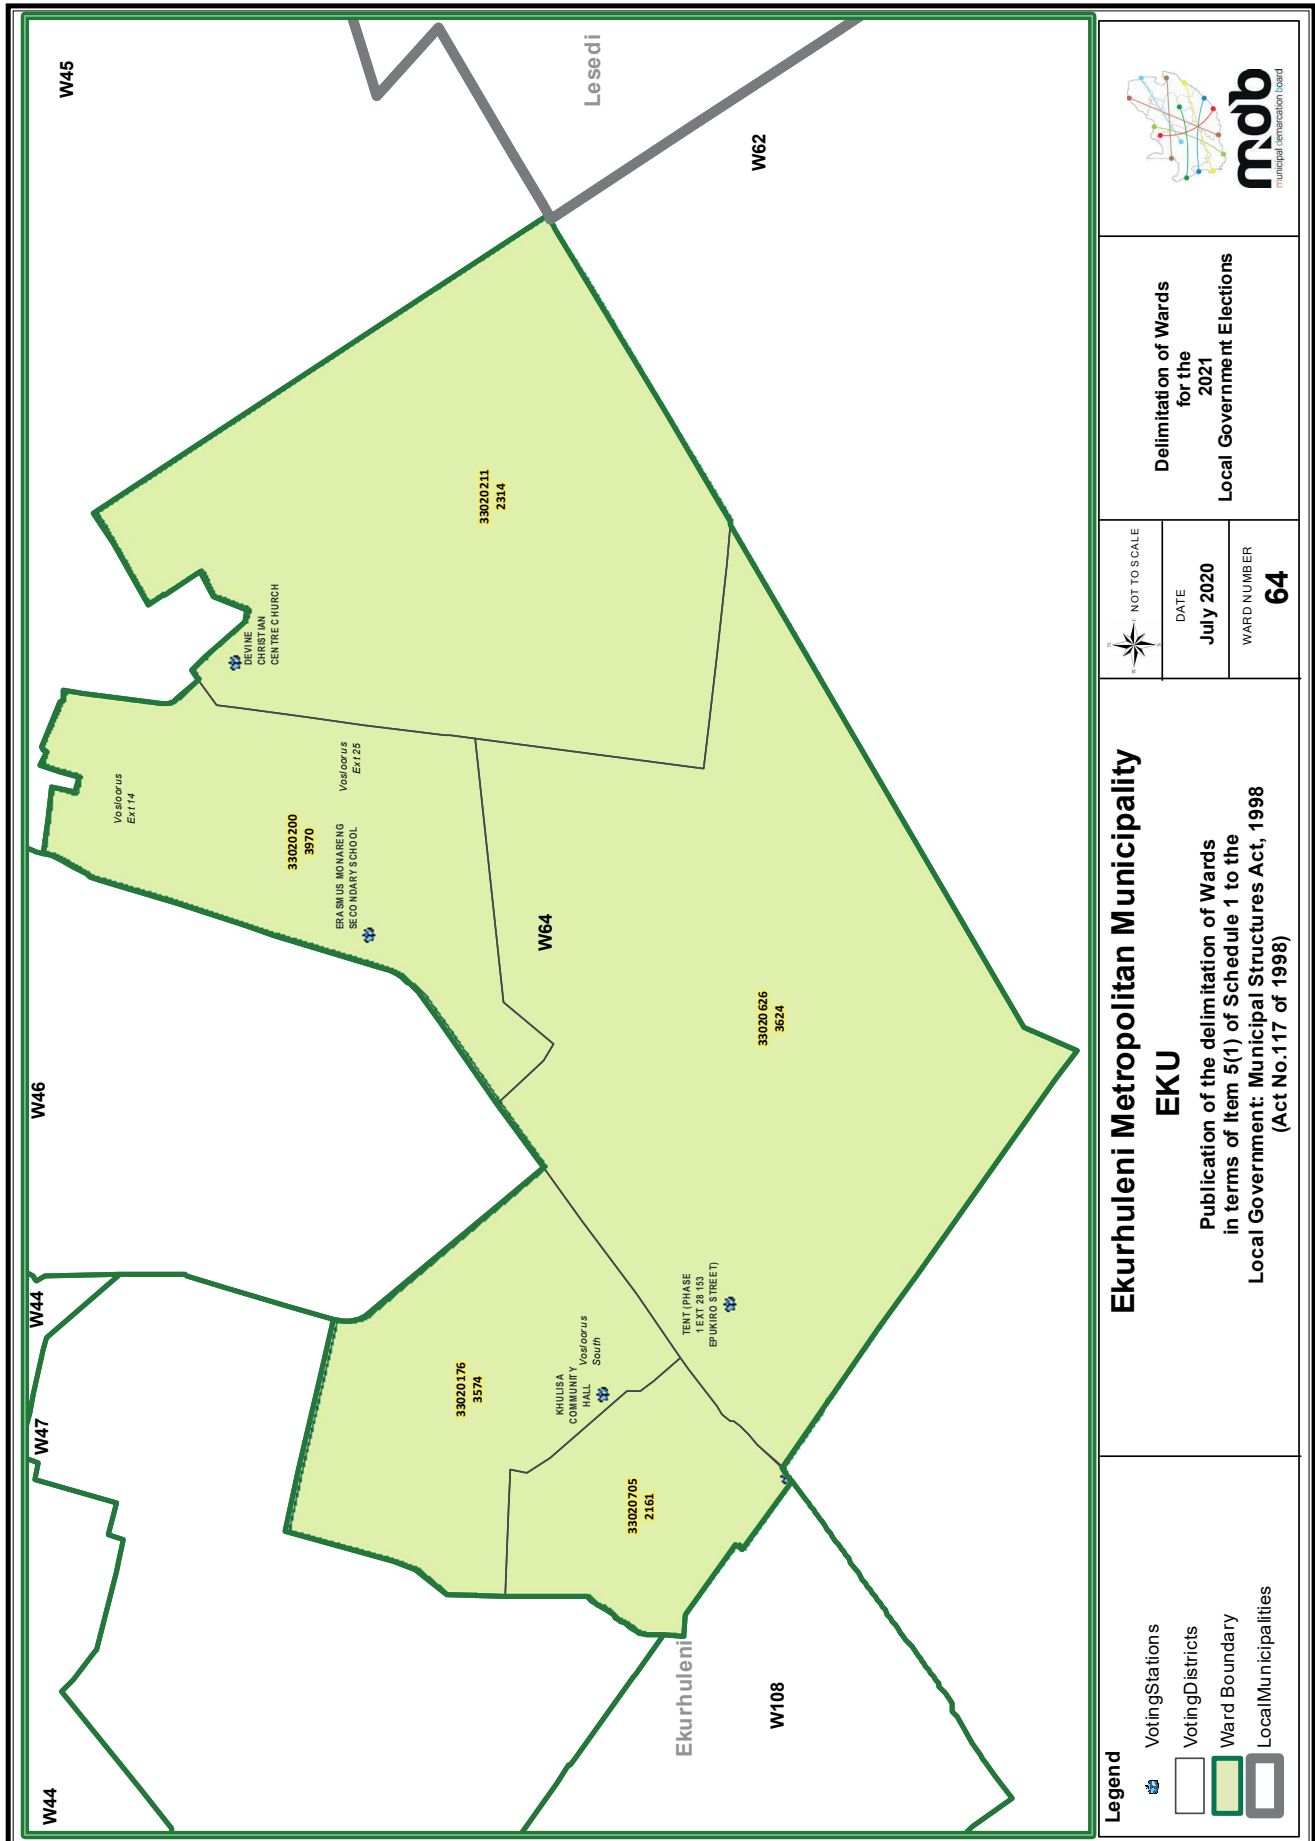 W44
W47
W44
W46
W45
Vosloorus
Ext 14
DEVINE
CHRISTIAN
CENTRE CHURCH
33020200
3970
Vosloorus
Ext 25
ERASMUS MONARENG
SECONDARY SCHOOL
33020176
3574
33020211
2314
Lesedi
W64
KHULISA
COMMUNITY
HALL
Vosloorus
South
33020705
2161
Ekurhuleni
TENT (PHASE
1 EXT 28 153
EPUKIRO STREET)
33020626
3624
W62
W108
Legend
VotingStations
VotingDistricts
Ward Boundary
LocalMunicipalities
Ekurhuleni Metropolitan Municipality
EKU
Publication of the delimitation of Wards
in terms of Item 5(1) of Schedule 1 to the
Local Government: Municipal Structures Act, 1998
(Act No.117 of 1998)
N
W
E
S
NOT TO SCALE
DATE
July 2020
WARD NUMBER
64
Delimitation of Wards
for the
2021
Local Government Elections
mdb
municipal demarcation board